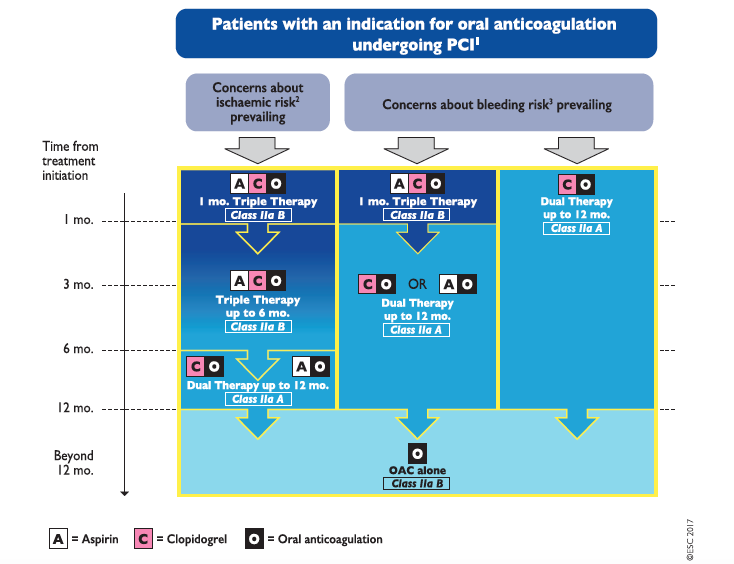 Patients with an indication for oral anticoagulation
undergoing PCI1
Concerns about
ischaemic risk2
prevailing
Concerns about bleeding risk3 prevailing
Time from
treatment
initiation
A C O
1 mo. Triple Therapy
Class IIa B
A C O
1 mo. Triple Therapy
Class IIa B
C O
Dual Therapy
up to 12 mo.
Class IIa A
1 mo.
3 mo.
A C O
Triple Therapy
up to 6 mo.
Class IIa B
C O OR A O
Dual Therapy
up to 12 mo.
Class IIa A
6 mo.
C O A O
Dual Therapy up to 12 mo.
Class IIa A
12 mo.
Beyond
12 mo.
O
OAC alone
Class IIa B
A = Aspirin C = Clopidogrel O = Oral anticoagulation
©ESC 2017